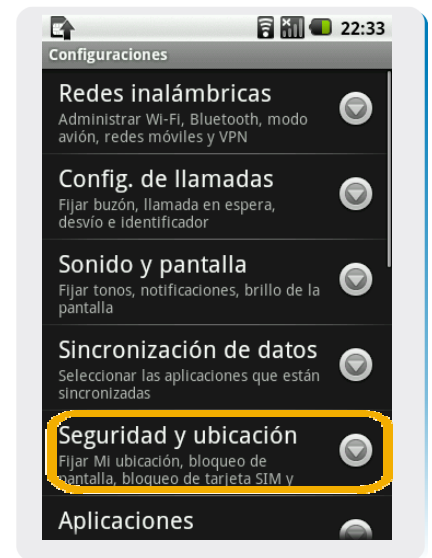 22:33
Configuraciones
Redes inalámbricas
Administrar Wi-Fi, Bluetooth, modo
avión, redes móviles y VPN
Config. de llamadas
Fijar buzón, llamada en espera,
desvío e identificador
Sonido y pantalla
Fijar tonos, notificaciones, brillo de la
pantalla
Sincronización de datos
Seleccionar las aplicaciones que están
sincronizadas
Seguridad y ubicación
Fijar Mi ubicación, bloqueo de
pantalla, bloqueo de tarjeta SIM y
Aplicaciones